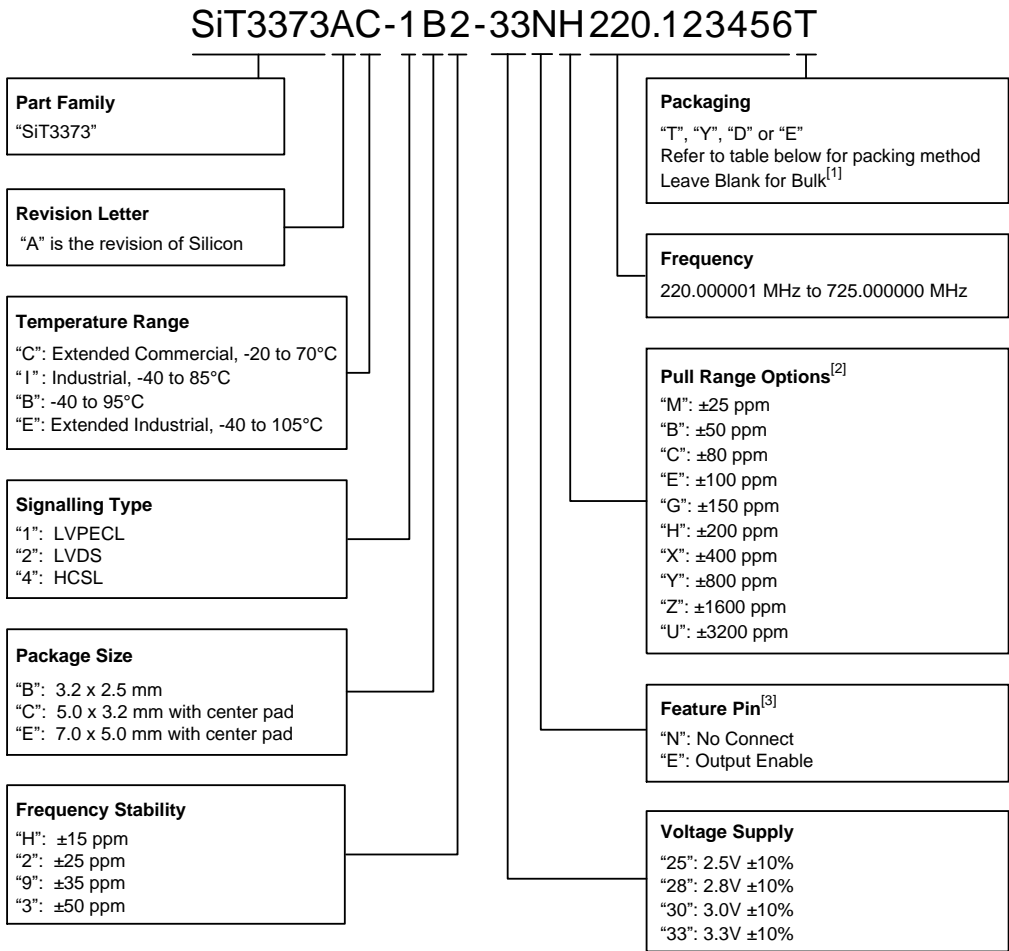 SiT3373AC-1B2-33NH220.123456T
Part Family
“SiT3373”
Revision Letter
“A” is the revision of Silicon
Temperature Range
“C”: Extended Commercial, -20 to 70°C
“I”: Industrial, -40 to 85°C
“B”: -40 to 95°C
“E”: Extended Industrial, -40 to 105°C
Signalling Type
“1”: LVPECL
“2”: LVDS
“4”: HCSL
Package Size
“B”: 3.2 x 2.5 mm
“C”: 5.0 x 3.2 mm with center pad
“E”: 7.0 x 5.0 mm with center pad
Frequency Stability
“H”: ±15 ppm
“2”: ±25 ppm
“9”: ±35 ppm
“3”: ±50 ppm
Packaging
“T”, “Y”, “D” or “E”
Refer to table below for packing method
Leave Blank for Bulk[1]
Frequency
220.000001 MHz to 725.000000 MHz
Pull Range Options[2]
“M”: ±25 ppm
“B”: ±50 ppm
“C”: ±80 ppm
“E”: ±100 ppm
“G”: ±150 ppm
“H”: ±200 ppm
“X”: ±400 ppm
“Y”: ±800 ppm
“Z”: ±1600 ppm
“U”: ±3200 ppm
Feature Pin[3]
“N”: No Connect
“E”: Output Enable
Voltage Supply
“25”: 2.5V ±10%
“28”: 2.8V ±10%
“30”: 3.0V ±10%
“33”: 3.3V ±10%